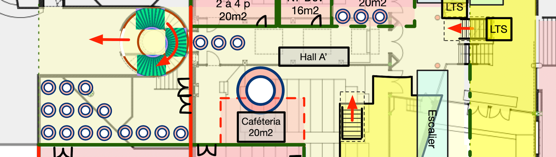 2 à 4 p
20m2
16m2
20m2
LTS
LTS
Hall A'
Cafétéria
20m2
Escalier